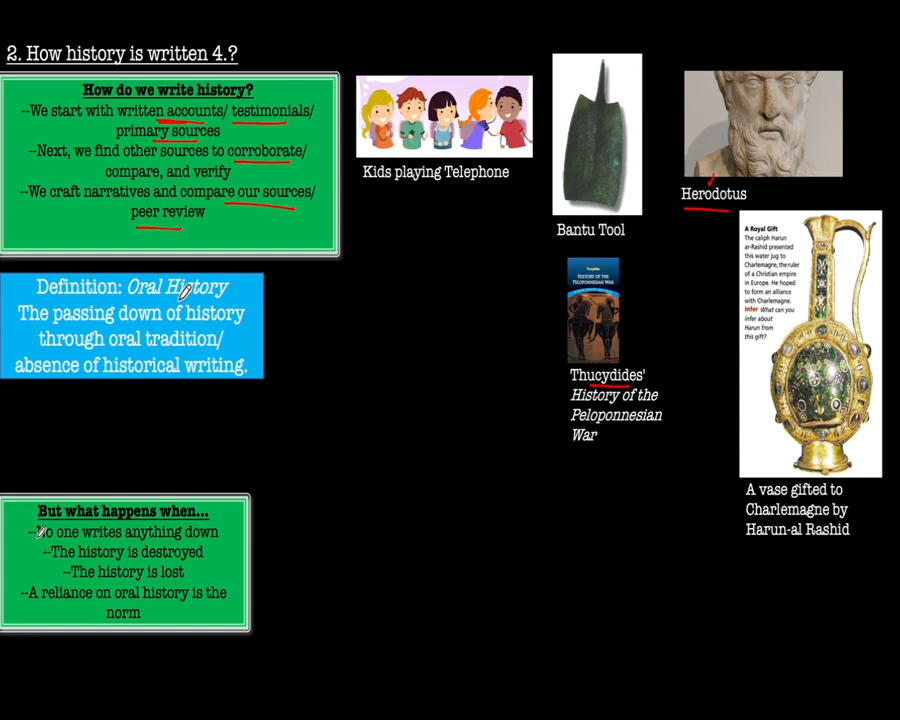 2. How history is written 4.?
How do we write history?
--We start with written accounts/ testimonials/
primary sources
--Next, we find other sources to corroborate/
compare, and verify
--We craft narratives and compare our sources/
peer review
Definition: Oral History
The passing down of history
through oral tradition/
absence of historical writing.
But what happens when...
--No one writes anything down
--The history is destroyed
--The history is lost
--A reliance on oral history is the
norm
Kids playing Telephone
Bantu Tool
Herodotus
Thucydides
HISTORY OF THE
PELOPONNESIAN
WAR
Thucydides'
History of the
Peloponnesian
War
A Royal Gift
The caliph Harun
ar-Rashid presented
this water jug to
Charlemagne, the ruler
of a Christian empire
in Europe. He hoped
to form an alliance
with Charlemagne.
Infer What can you
infer about
Harun from
this gift?
A vase gifted to
Charlemagne by
Harun-al Rashid